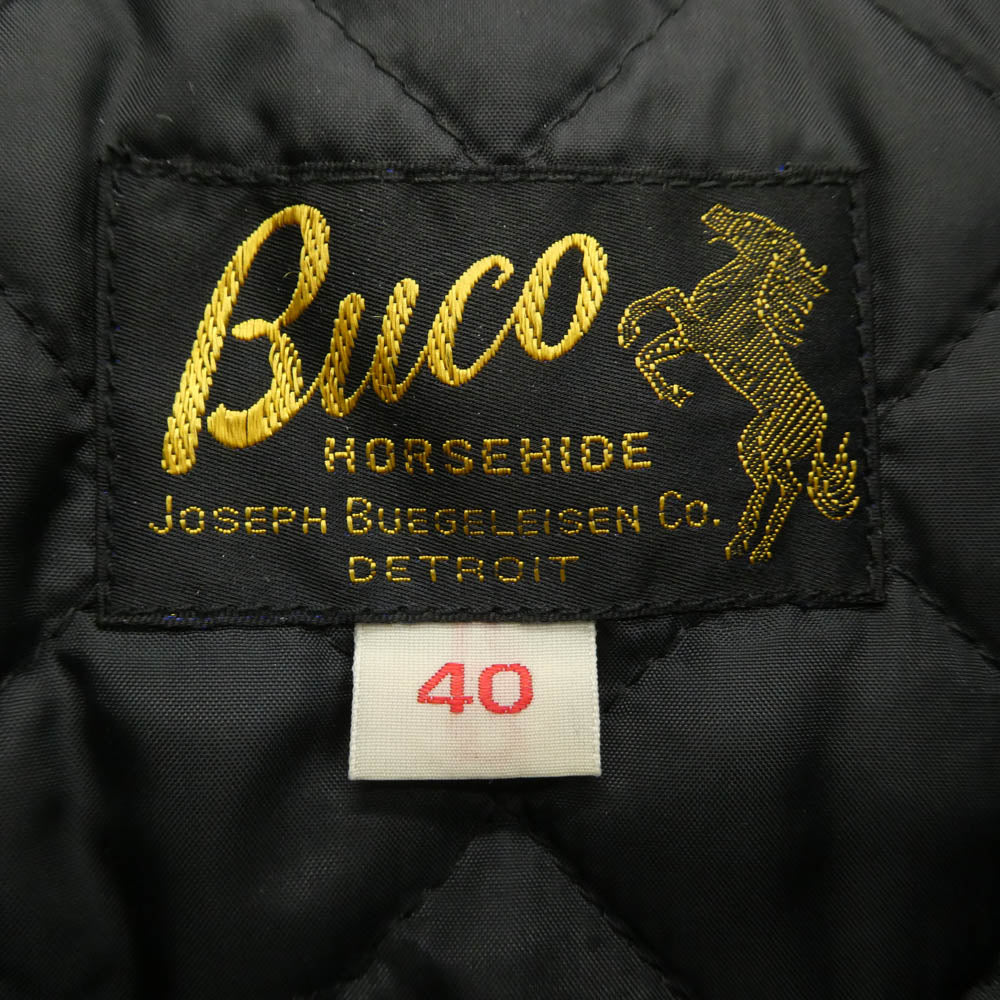 Buco
HORSEHIDE
JOSEPH BUEGELEISEN CO.
DETROIT
40